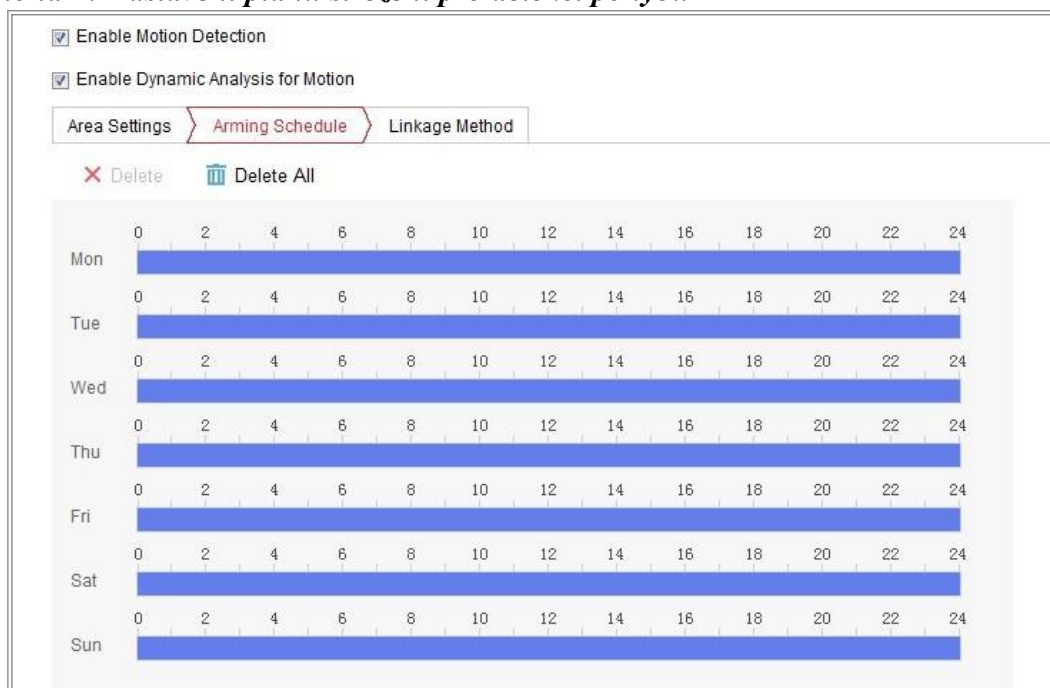 Enable Motion Detection
Enable Dynamic Analysis for Motion
Area Settings Arming Schedule Linkage Method
Delete Delete All
0 2 4 6 8 10 12 14 16 18 20 22 24
Mon
0 2 4 6 8 10 12 14 16 18 20 22 24
Tue
0 2 4 6 8 10 12 14 16 18 20 22 24
Wed
0 2 4 6 8 10 12 14 16 18 20 22 24
Thu
0 2 4 6 8 10 12 14 16 18 20 22 24
Fri
0 2 4 6 8 10 12 14 16 18 20 22 24
Sat
0 2 4 6 8 10 12 14 16 18 20 22 24
Sun